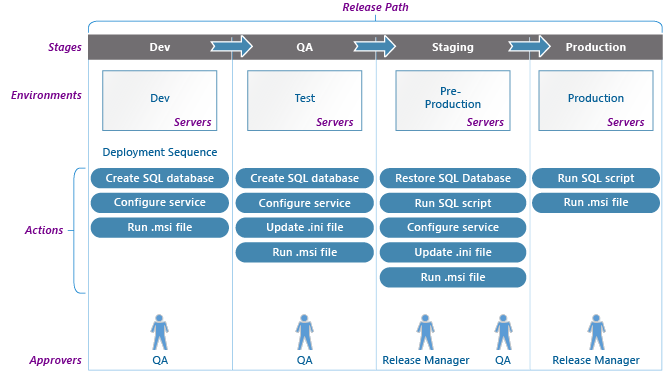 Release Path
Stages Dev QA Staging Production
Environments
Dev
Servers
Test
Servers
Pre-
Production
Servers
Production
Servers
Deployment Sequence
Actions
Create SQL database
Configure service
Run .msi file
Create SQL database
Configure service
Update .ini file
Run .msi file
Restore SQL Database
Run SQL script
Configure service
Update .ini file
Run .msi file
Run SQL script
Run .msi file
Approvers QA QA Release Manager QA Release Manager